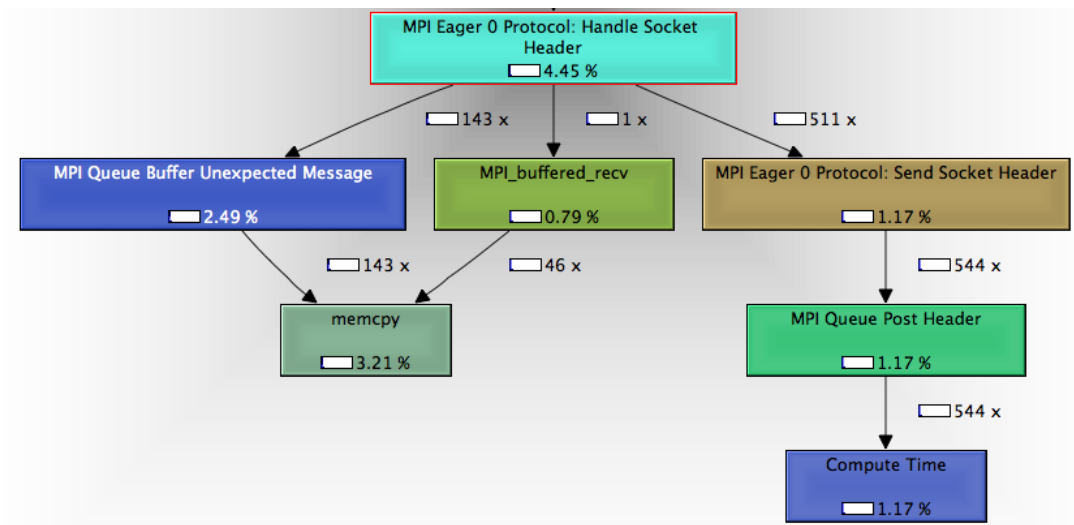 MPI Eager 0 Protocol: Handle Socket
Header
4.45 %
143 x
1 x
511 x
MPI Queue Buffer Unexpected Message
2.49 %
MPI_buffered_recv
0.79 %
MPI Eager 0 Protocol: Send Socket Header
1.17 %
143 x
46 x
544 x
memcpy
3.21 %
MPI Queue Post Header
1.17 %
544 x
Compute Time
1.17 %